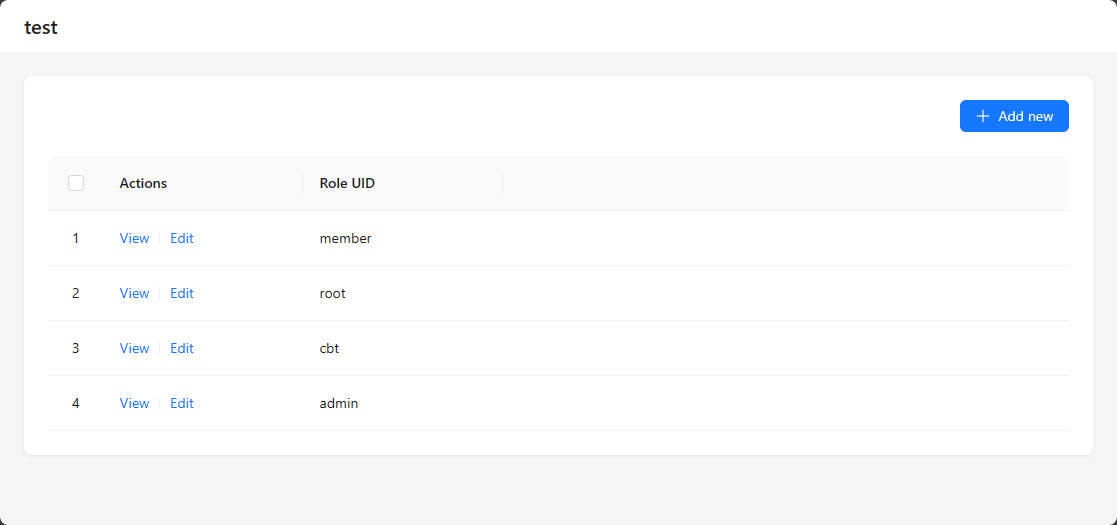 test
Add new
Actions Role UID
1 View Edit member
2 View Edit root
3 View Edit cbt
4 View Edit admin